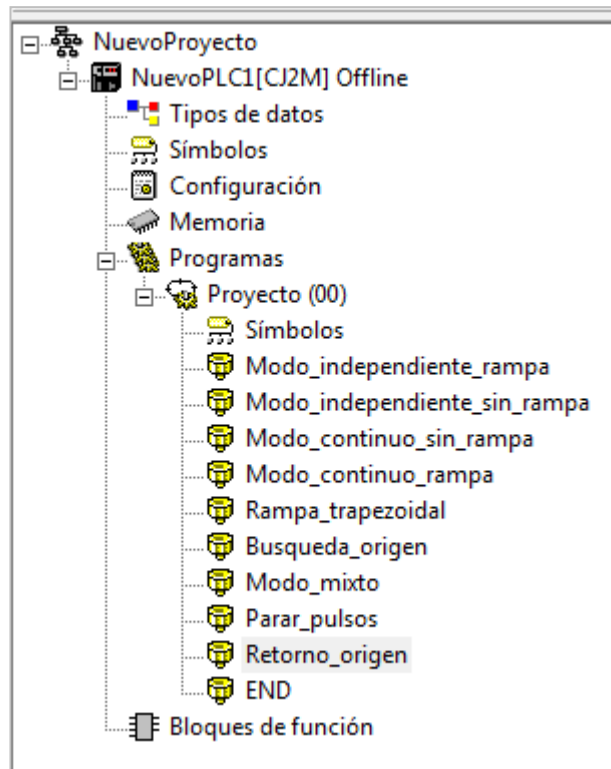 NuevoProyecto
NuevoPLC1[CJ2M] Offline
Tipos de datos
Símbolos
Configuración
Memoria
Programas
Proyecto (00)
Símbolos
Modo_independiente_rampa
Modo_independiente_sin_rampa
Modo_continuo_sin_rampa
Modo_continuo_rampa
Rampa_trapezoidal
Busqueda_origen
Modo_mixto
Parar_pulsos
Retorno_origen
END
Bloques de función